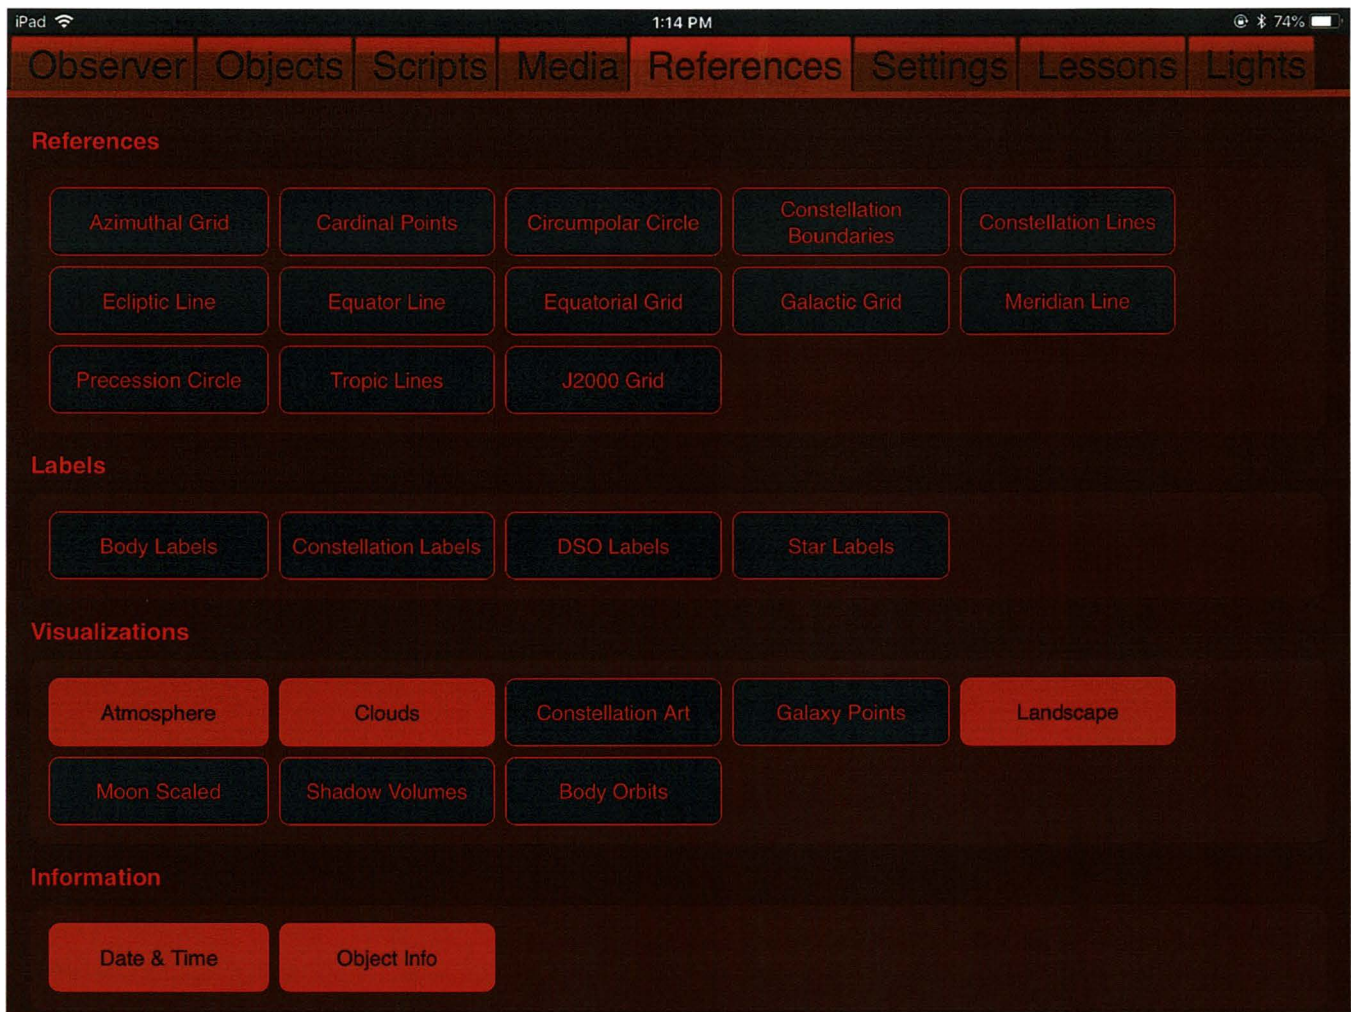 iPad 1:14 PM 74%
Observer Objects Scripts Media References Settings Lessons Lights
References
Azimuthal Grid Cardinal Points Circumpolar Circle Constellation Boundaries Constellation Lines
Ecliptic Line Equator Line Equatorial Grid Galactic Grid Meridian Line
Precession Circle Tropic Lines J2000 Grid
Labels
Body Labels Constellation Labels DSO Labels Star Labels
Visualizations
Atmosphere Clouds Constellation Art Galaxy Points Landscape
Moon Scaled Shadow Volumes Body Orbits
Information
Date & Time Object Info